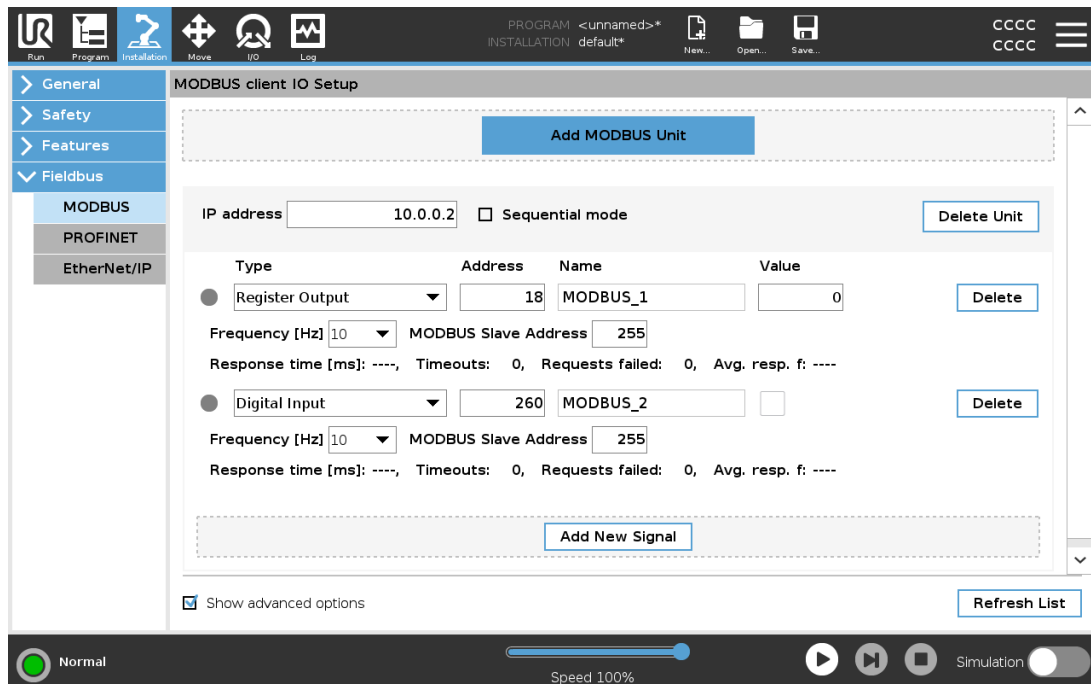 PROGRAM <unnamed>*
INSTALLATION default*
CCCC
CCCC
Run Program Installation Move I/O Log New... Open... Save...
General
Safety
Features
Fieldbus
MODBUS
PROFINET
EtherNet/IP
MODBUS client IO Setup
Add MODBUS Unit
IP address 10.0.0.2 Sequential mode Delete Unit
Type Address Name Value
Register Output 18 MODBUS_1 0 Delete
Frequency [Hz] 10 MODBUS Slave Address 255
Response time [ms]: ----, Timeouts: 0, Requests failed: 0, Avg. resp. f: ----
Digital Input 260 MODBUS_2 Delete
Frequency [Hz] 10 MODBUS Slave Address 255
Response time [ms]: ----, Timeouts: 0, Requests failed: 0, Avg. resp. f: ----
Add New Signal
Show advanced options Refresh List
Normal
Speed 100%
Simulation